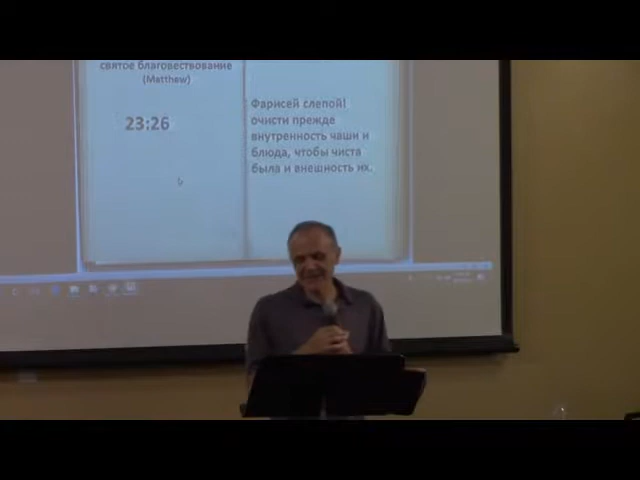 святое благовествование
(Matthew)
23:26
Фарисей слепой!
очисти прежде
внутренность чаши и
блюда, чтобы чиста
была и внешность их.